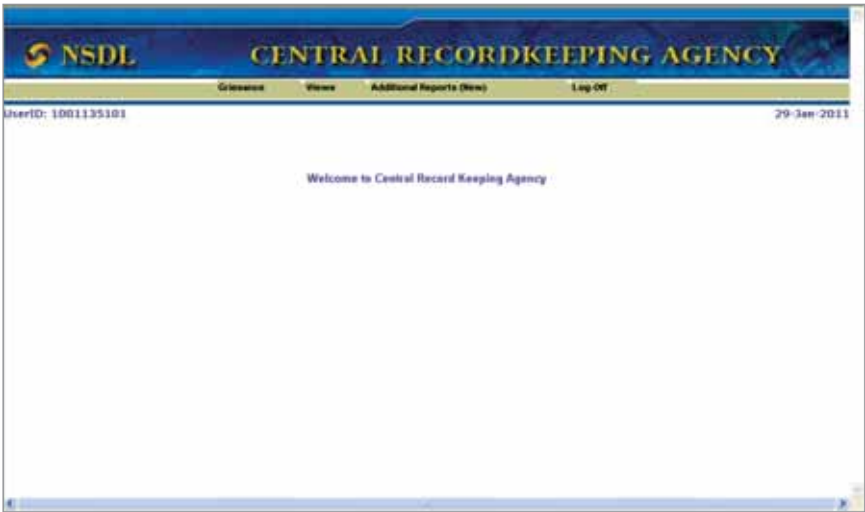 NSDL CENTRAL RECORDKEEPING AGENCY
Grievance Views Additional Reports (New) Log Off
UserID: 1001135101 29-Jan-2011
Welcome to Central Record Keeping Agency